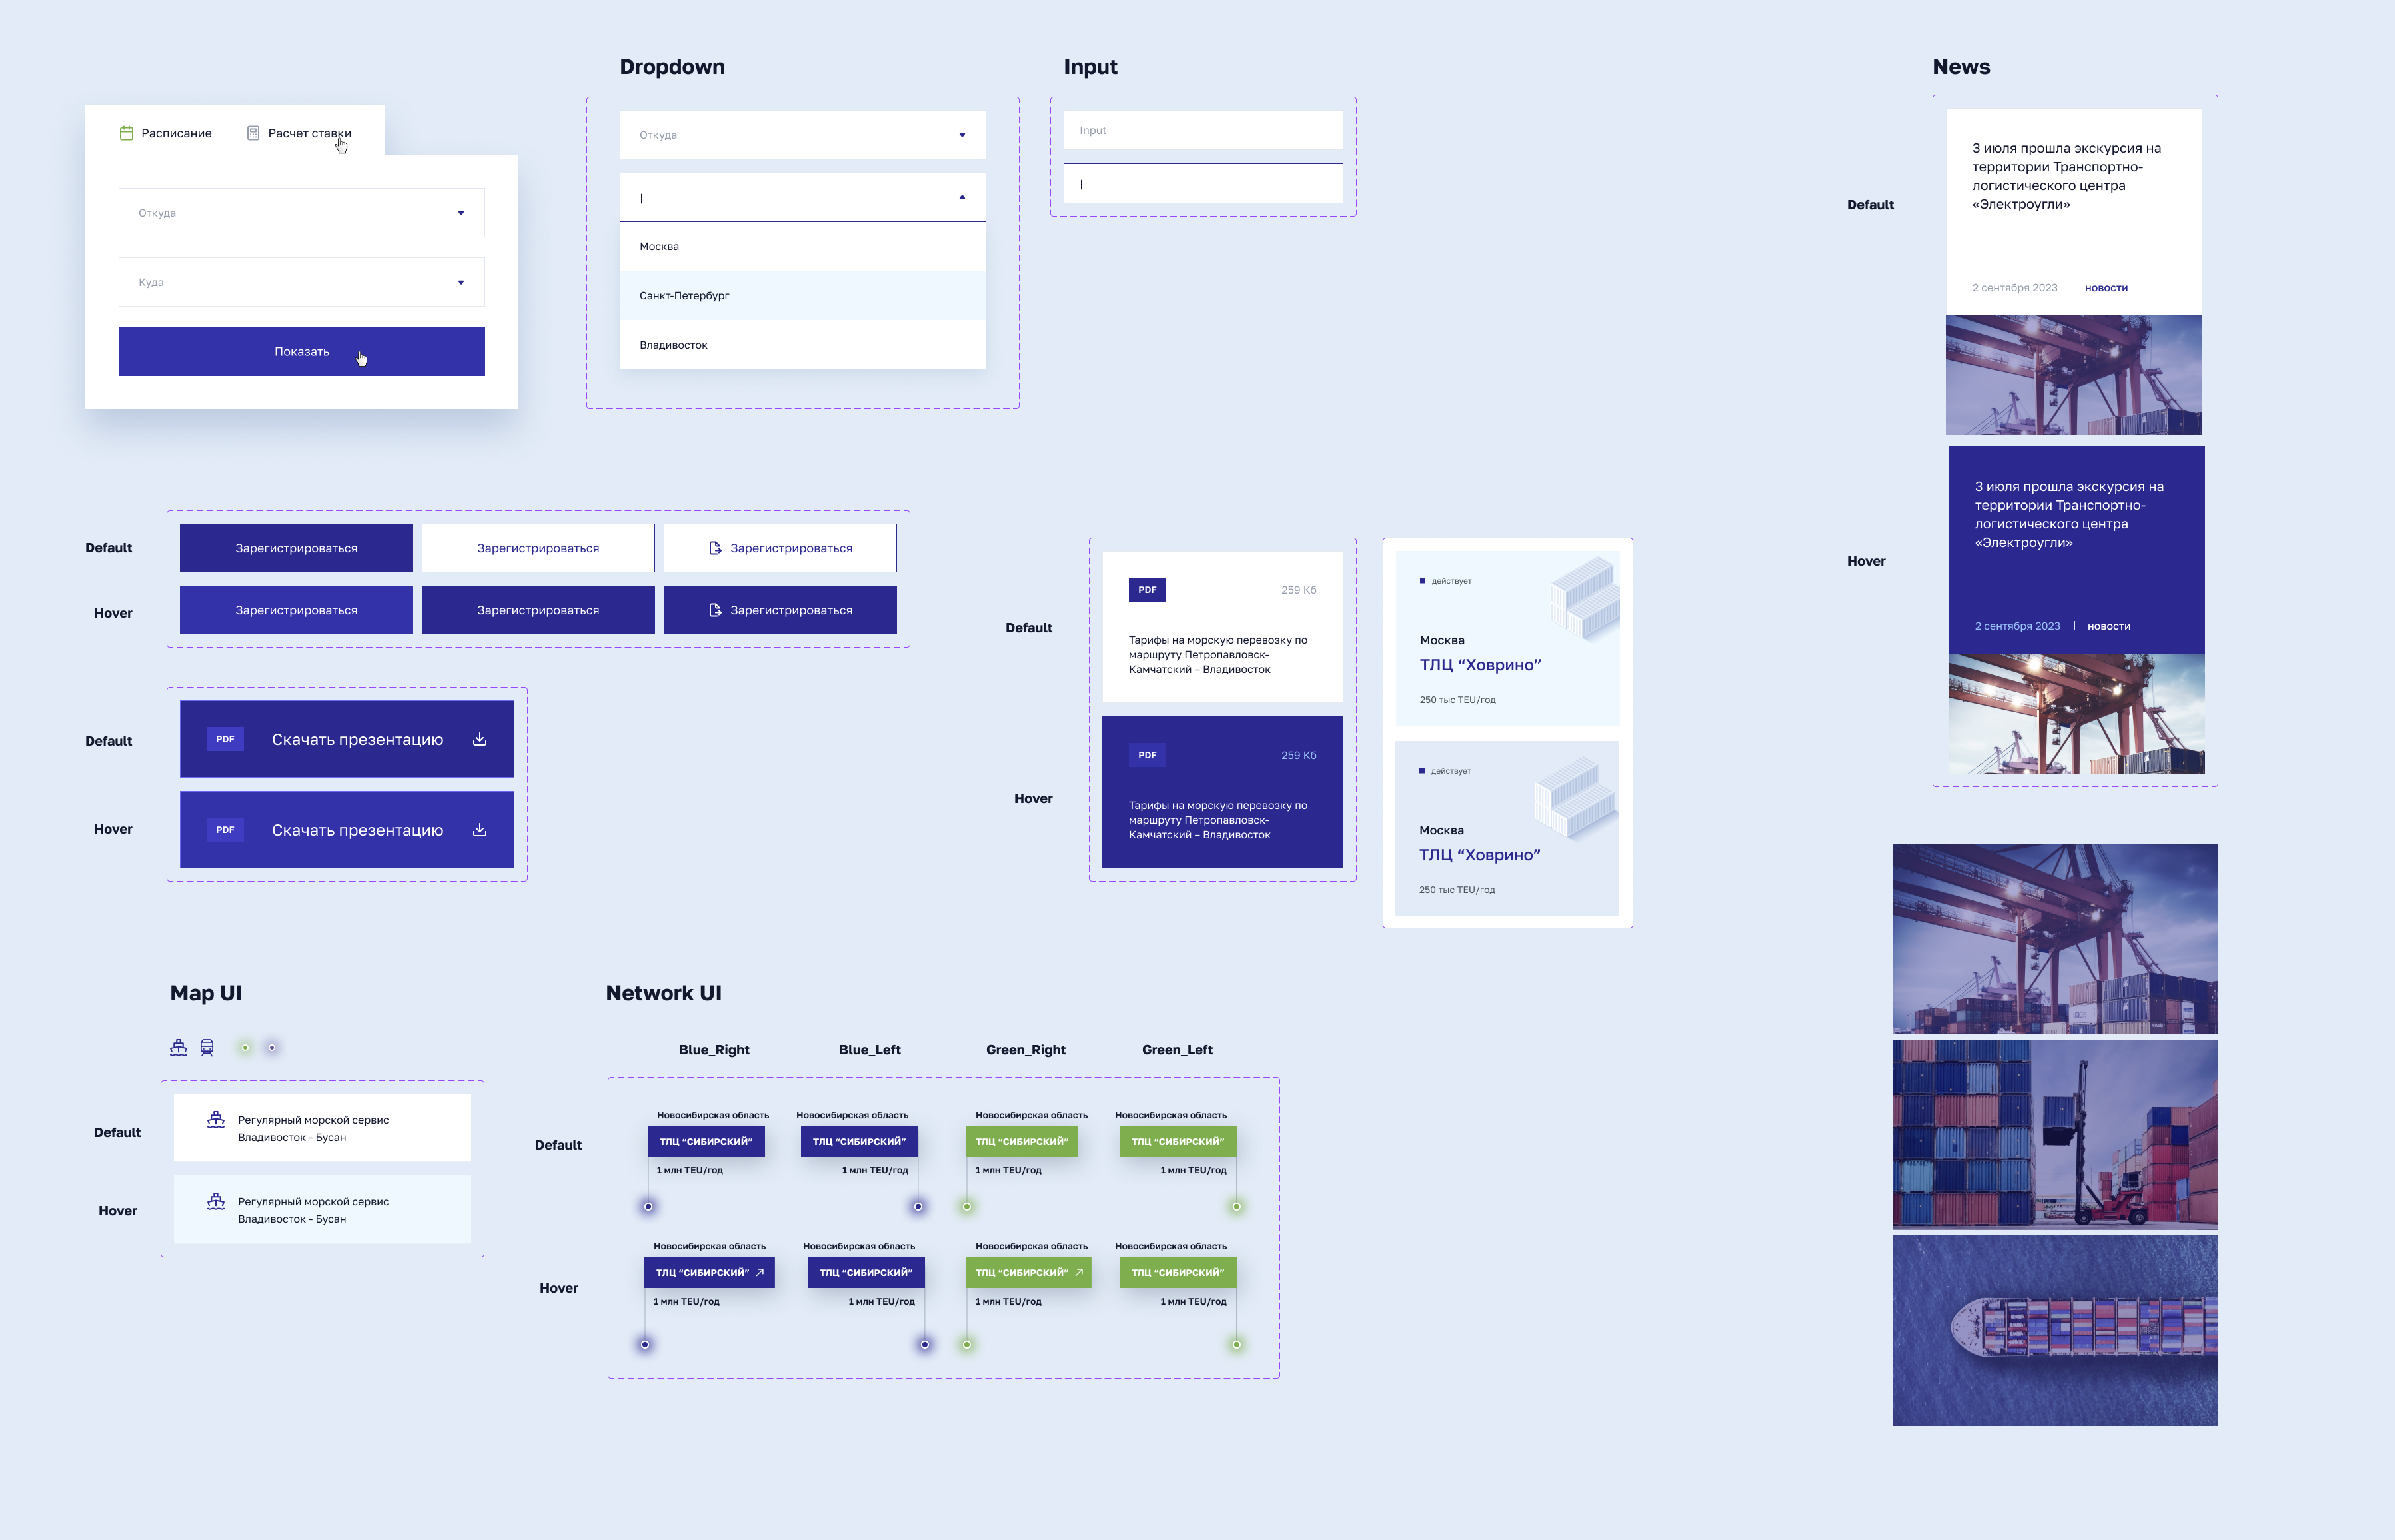 Dropdown
Input
News
Расписание
Расчет ставки
Откуда
Куда
Показать
Откуда
Москва
Санкт-Петербург
Владивосток
Input
Default
3 июля прошла экскурсия на
территории Транспортно-
логистического центра
«Электроугли»
2 сентября 2023
новости
Hover
3 июля прошла экскурсия на
территории Транспортно-
логистического центра
«Электроугли»
2 сентября 2023
новости
Default
Зарегистрироваться
Зарегистрироваться
Зарегистрироваться
Hover
Зарегистрироваться
Зарегистрироваться
Зарегистрироваться
Default
PDF
Скачать презентацию
Hover
PDF
Скачать презентацию
Default
PDF
259 Кб
Тарифы на морскую перевозку по
маршруту Петропавловск-
Камчатский – Владивосток
Hover
PDF
259 Кб
Тарифы на морскую перевозку по
маршруту Петропавловск-
Камчатский – Владивосток
действует
Москва
ТЛЦ “Ховрино”
250 тыс TEU/год
действует
Москва
ТЛЦ “Ховрино”
250 тыс TEU/год
Map UI
Default
Регулярный морской сервис
Владивосток - Бусан
Hover
Регулярный морской сервис
Владивосток - Бусан
Network UI
Blue_Right
Blue_Left
Green_Right
Green_Left
Default
Новосибирская область
ТЛЦ “СИБИРСКИЙ”
1 млн TEU/год
Новосибирская область
ТЛЦ “СИБИРСКИЙ”
1 млн TEU/год
Новосибирская область
ТЛЦ “СИБИРСКИЙ”
1 млн TEU/год
Новосибирская область
ТЛЦ “СИБИРСКИЙ”
1 млн TEU/год
Hover
Новосибирская область
ТЛЦ “СИБИРСКИЙ”
1 млн TEU/год
Новосибирская область
ТЛЦ “СИБИРСКИЙ”
1 млн TEU/год
Новосибирская область
ТЛЦ “СИБИРСКИЙ”
1 млн TEU/год
Новосибирская область
ТЛЦ “СИБИРСКИЙ”
1 млн TEU/год